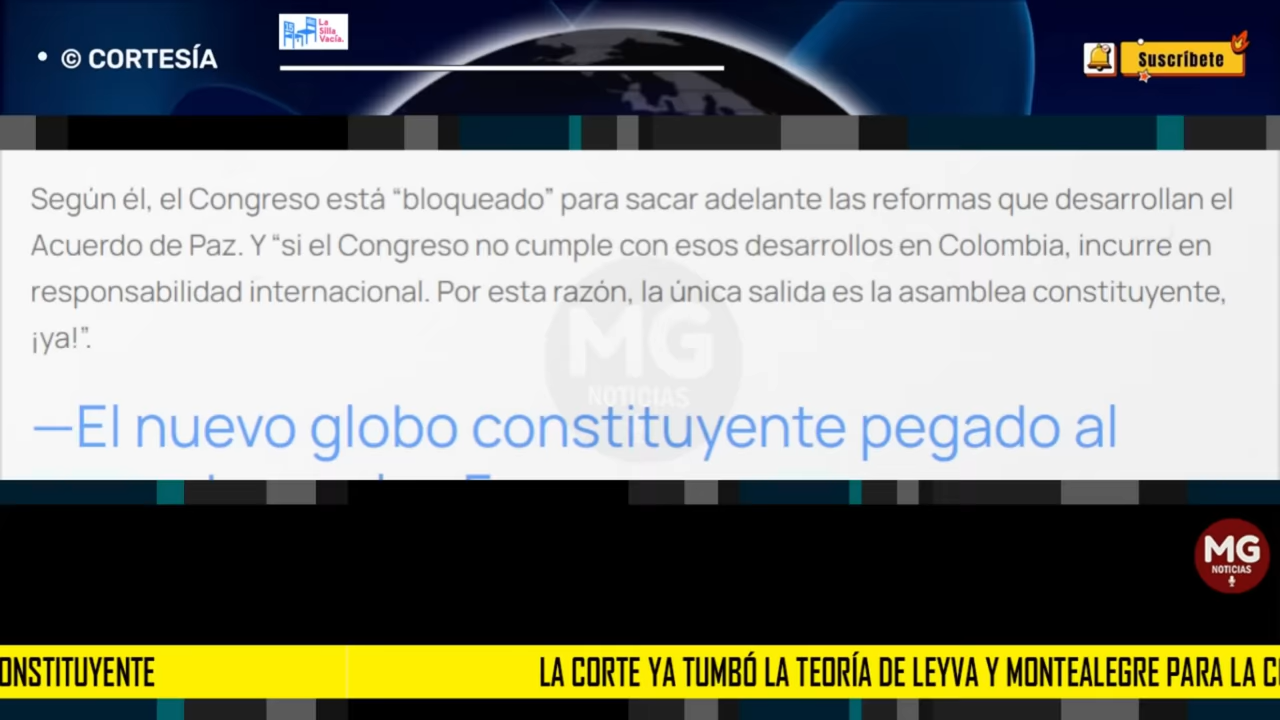 © CORTESÍA
La
Silla
Vacía.
Suscríbete
Según él, el Congreso está “bloqueado” para sacar adelante las reformas que desarrollan el
Acuerdo de Paz. Y “si el Congreso no cumple con esos desarrollos en Colombia, incurre en
responsabilidad internacional. Por esta razón, la única salida es la asamblea constituyente,
¡ya!”.
MG
NOTICIAS
—El nuevo globo constituyente pegado al
MG
NOTICIAS
ONSTITUYENTE
LA CORTE YA TUMBÓ LA TEORÍA DE LEYVA Y MONTEALEGRE PARA LA C